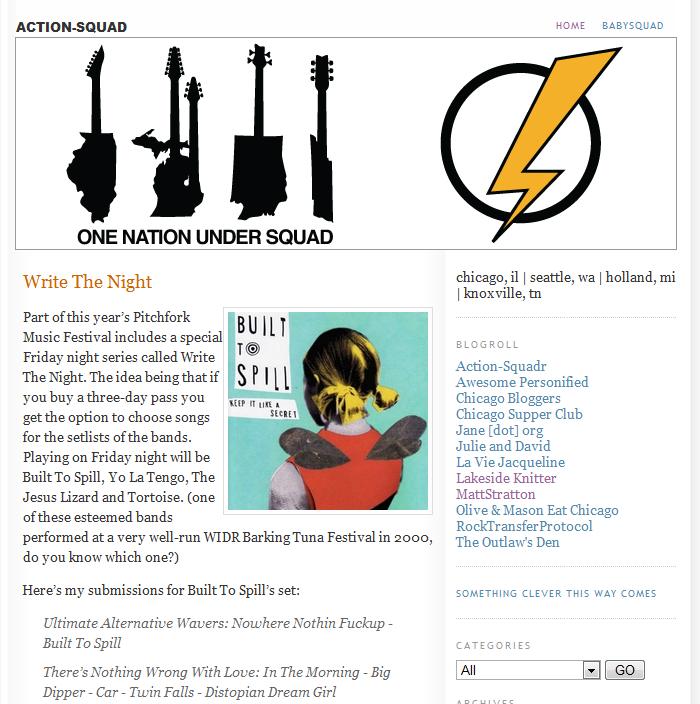 ACTION-SQUAD
HOME BABYSQUAD
ONE NATION UNDER SQUAD
Write The Night
Part of this year's Pitchfork
Music Festival includes a special
Friday night series called Write
The Night. The idea being that if
you buy a three-day pass you
get the option to choose songs
for the setlists of the bands.
Playing on Friday night will be
Built To Spill, Yo La Tengo, The
Jesus Lizard and Tortoise. (one
of these esteemed bands
performed at a very well-run WIDR Barking Tuna Festival in 2000,
do you know which one?)
BUILT
TO
SPILL
KEEP IT LIKE A
SECRET
Here's my submissions for Built To Spill's set:
Ultimate Alternative Wavers: Nowhere Nothin Fuckup -
Built To Spill
There's Nothing Wrong With Love: In The Morning - Big
Dipper - Car - Twin Falls - Distopian Dream Girl
chicago, il | seattle, wa | holland, mi
| knoxville, tn
BLOGROLL
Action-Squadr
Awesome Personified
Chicago Bloggers
Chicago Supper Club
Jane [dot] org
Julie and David
La Vie Jacqueline
Lakeside Knitter
MattStratton
Olive & Mason Eat Chicago
RockTransferProtocol
The Outlaw's Den
SOMETHING CLEVER THIS WAY COMES
CATEGORIES
All GO
ARCHIVES